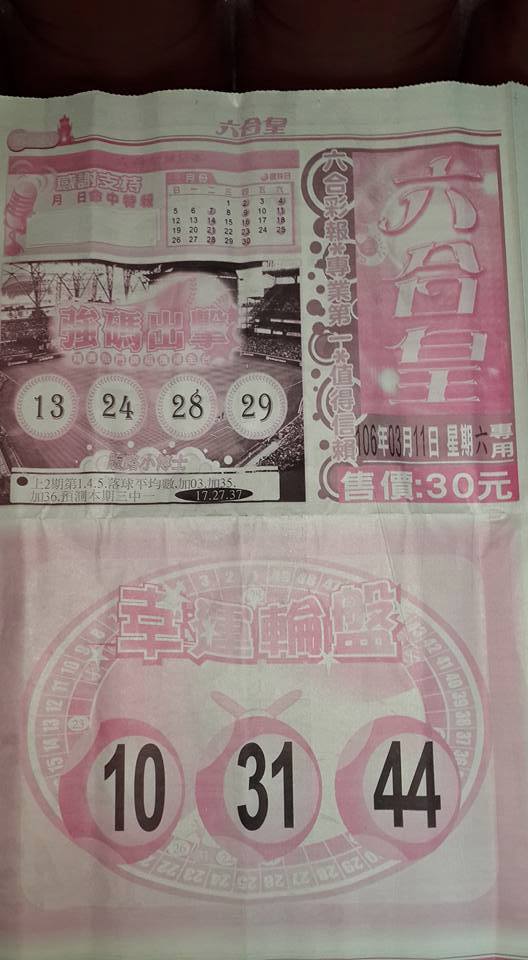 六合皇
感謝支持
月 日命中特報
月份
日 一 二 三 四 五 六
1 2 3 4
5 6 7 8 9 10 11
12 13 14 15 16 17 18
19 20 21 22 23 24 25
26 27 28 29 30
六合彩報*專業第一*值得信賴
六合皇
106年03月11日 星期六 專用
售價:30元
強碼出擊
13 24 28 29
上2期第1.4.5.落球平均數,加03,加35,
加36,預測本期三中一 17.27.37
幸運輪盤
10 31 44